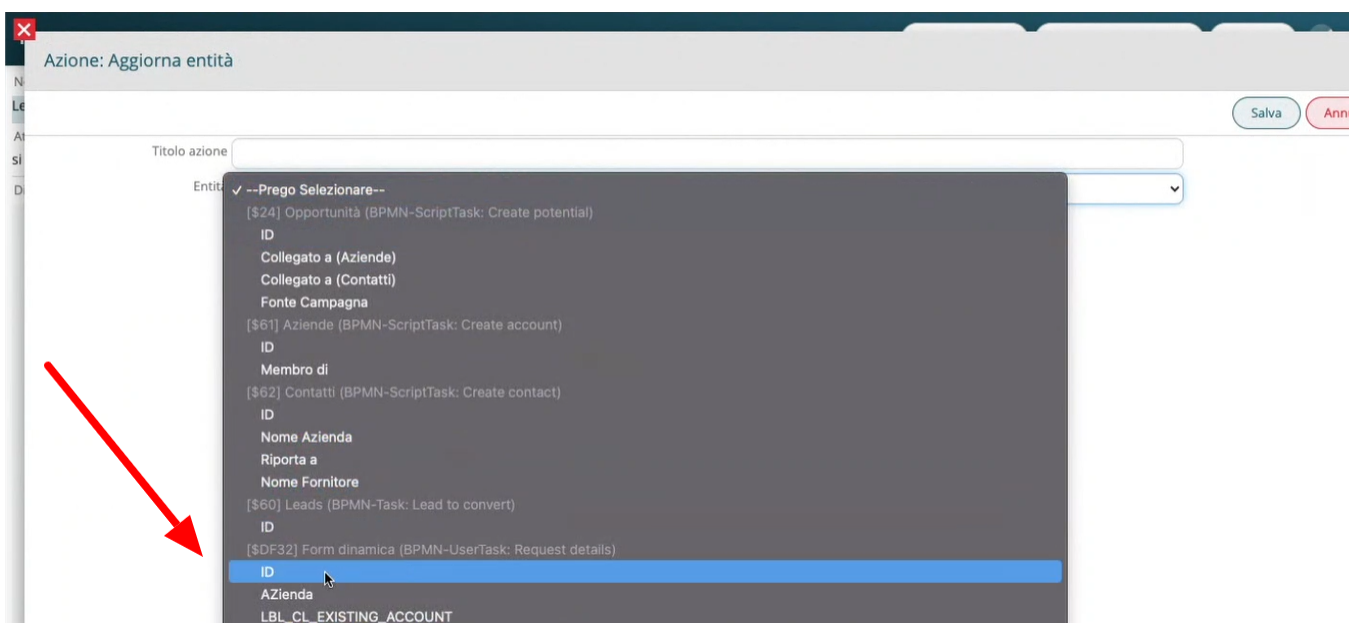 Azione: Aggiorna entità
Salva
Titolo azione
✓ --Prego Selezionare--
[$24] Opportunità (BPMN-ScriptTask: Create potential)
ID
Collegato a (Aziende)
Collegato a (Contatti)
Fonte Campagna
[$61] Aziende (BPMN-ScriptTask: Create account)
ID
Membro di
[$62] Contatti (BPMN-ScriptTask: Create contact)
ID
Nome Azienda
Riporta a
Nome Fornitore
[$60] Leads (BPMN-Task: Lead to convert)
ID
[$DF32] Form dinamica (BPMN-UserTask: Request details)
ID
AZienda
LBL_CL_EXISTING_ACCOUNT